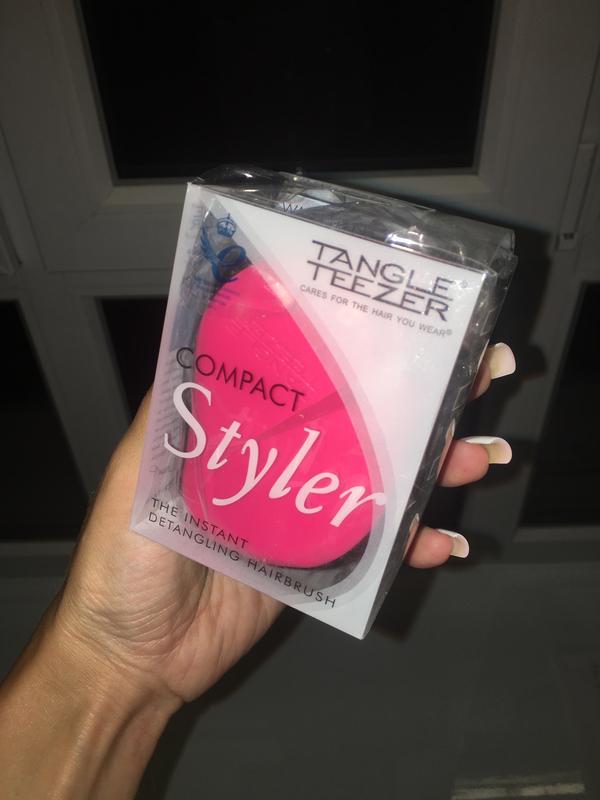 TANGLE®
TEEZER
CARES FOR THE HAIR YOU WEAR®
COMPACT
Styler
THE INSTANT
DETANGLING HAIRBRUSH